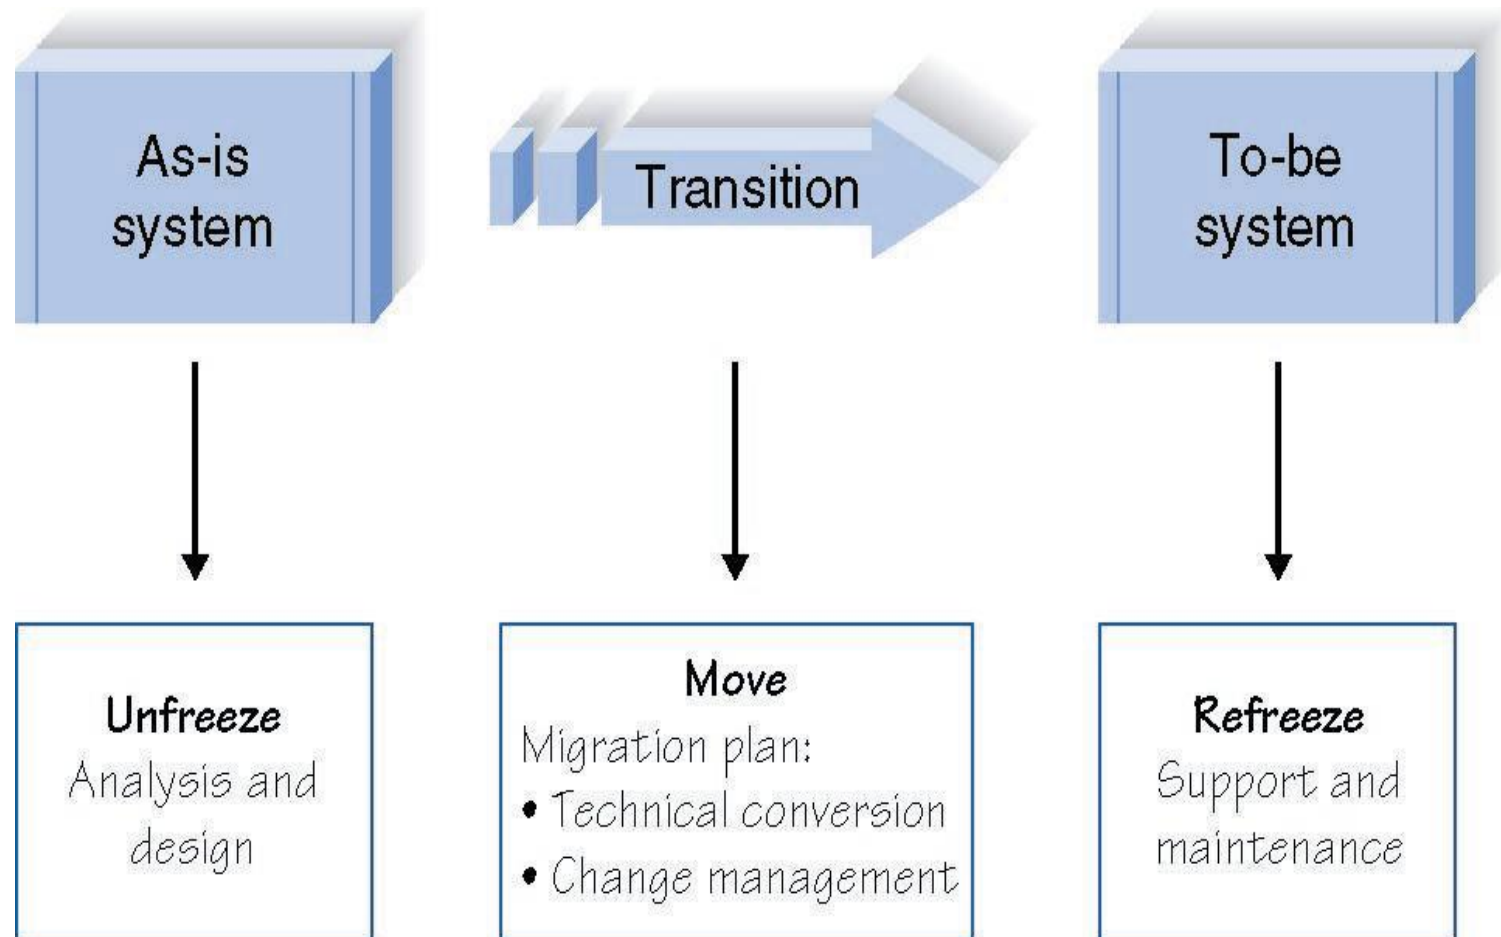 As-is
system
Transition
To-be
system
Unfreeze
Analysis and
design
Move
Migration plan:
• Technical conversion
• Change management
Refreeze
Support and
maintenance